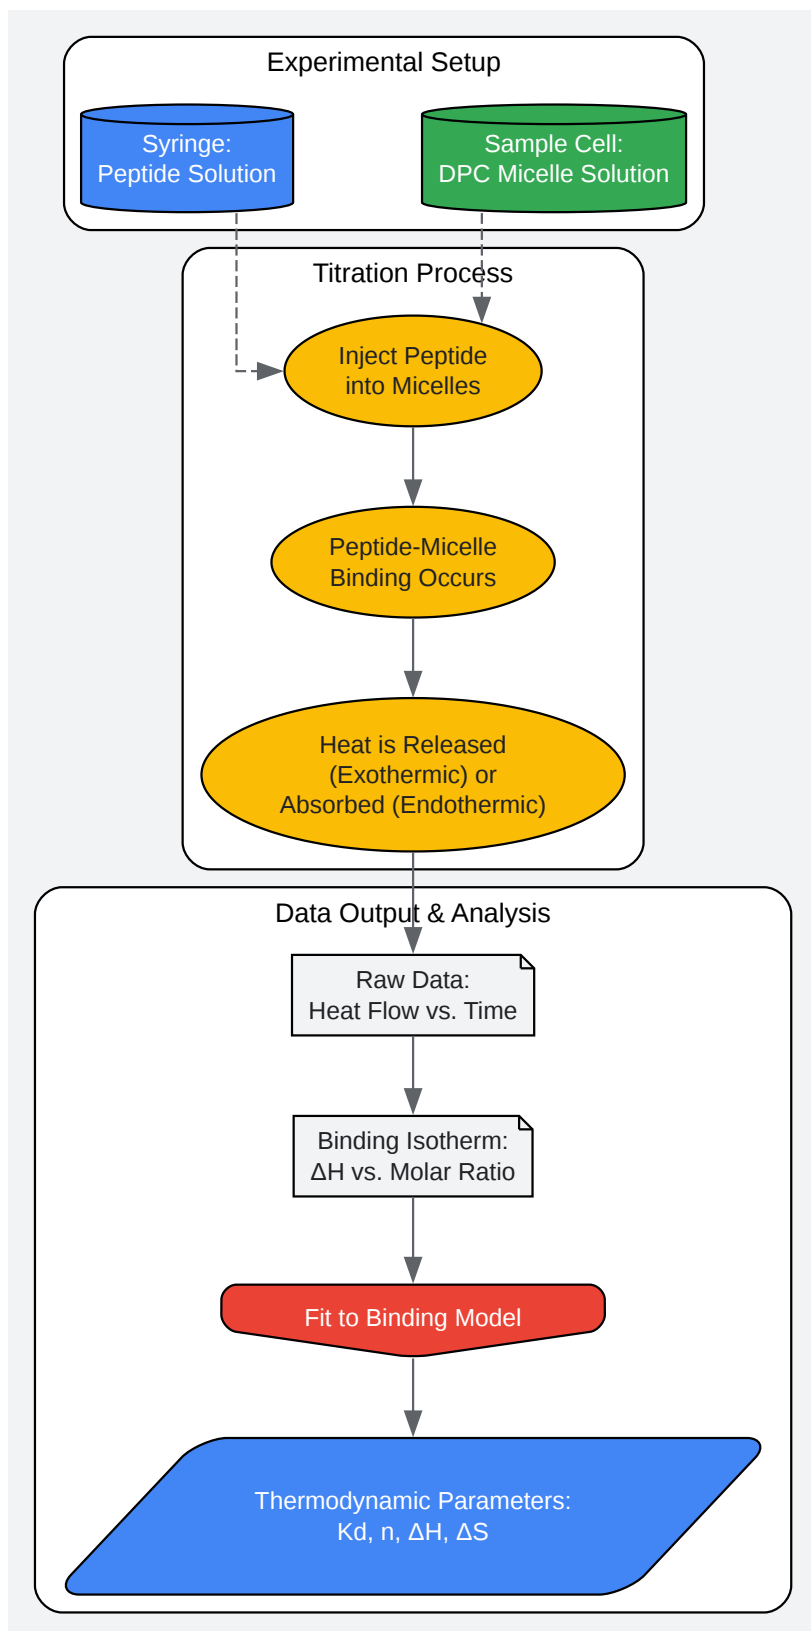 Experimental Setup
Syringe:
Peptide Solution
Sample Cell:
DPC Micelle Solution
Titration Process
Inject Peptide
into Micelles
Peptide-Micelle
Binding Occurs
Heat is Released
(Exothermic) or
Absorbed (Endothermic)
Data Output & Analysis
Raw Data:
Heat Flow vs. Time
Binding Isotherm:
ΔH vs. Molar Ratio
Fit to Binding Model
Thermodynamic Parameters:
Kd, n, ΔH, ΔS